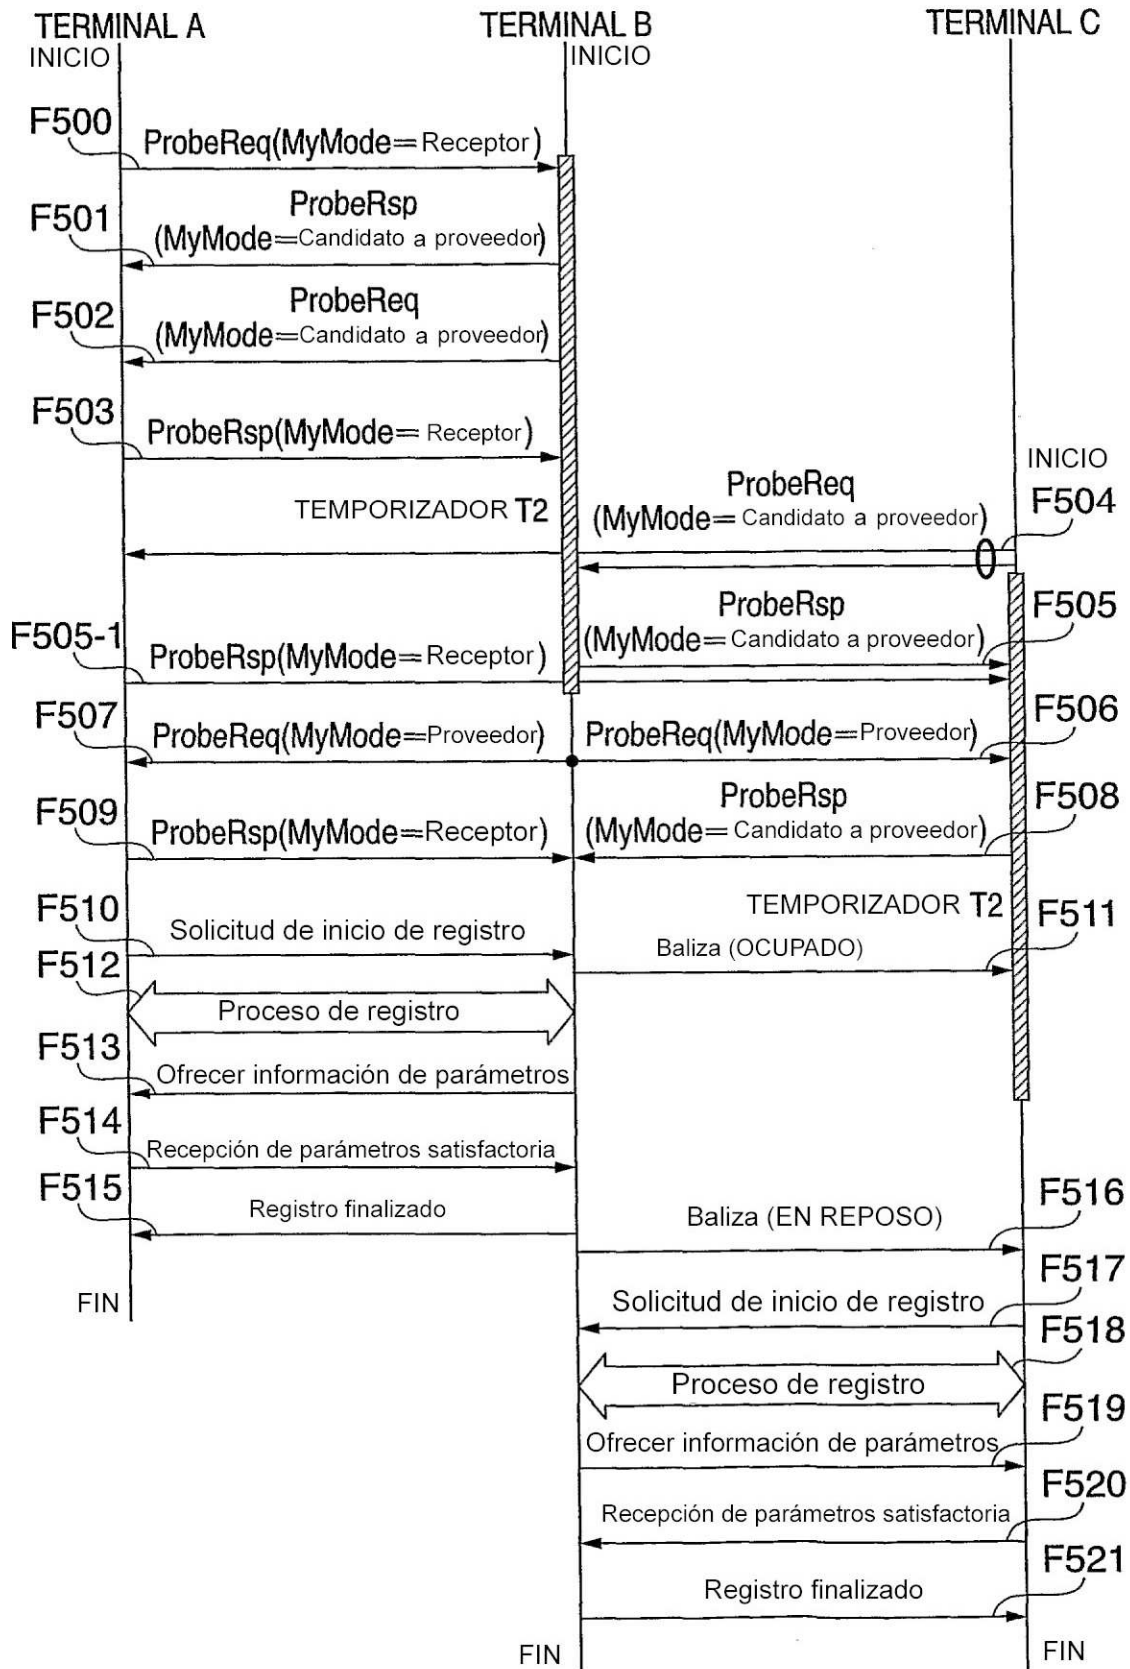 TERMINAL A
TERMINAL B
TERMINAL C
INICIO
INICIO
F500
ProbeReq(MyMode=Receptor)
F501
ProbeRsp
(MyMode=Candidato a proveedor)
F502
ProbeReq
(MyMode=Candidato a proveedor)
F503
ProbeRsp(MyMode= Receptor)
INICIO
TEMPORIZADOR T2
ProbeReq
(MyMode= Candidato a proveedor)
F504
F505-1
ProbeRsp(MyMode=Receptor)
ProbeRsp
(MyMode=Candidato a proveedor)
F505
F507
ProbeReq(MyMode=Proveedor)
ProbeReq(MyMode=Proveedor)
F506
F509
ProbeRsp(MyMode=Receptor)
ProbeRsp
(MyMode=Candidato a proveedor)
F508
F510
Solicitud de inicio de registro
TEMPORIZADOR T2
F511
Baliza (OCUPADO)
F512
Proceso de registro
F513
Ofrecer información de parámetros
F514
Recepción de parámetros satisfactoria
F515
Registro finalizado
Baliza (EN REPOSO)
F516
FIN
Solicitud de inicio de registro
F517
F518
Proceso de registro
F519
Ofrecer información de parámetros
F520
Recepción de parámetros satisfactoria
F521
Registro finalizado
FIN
FIN